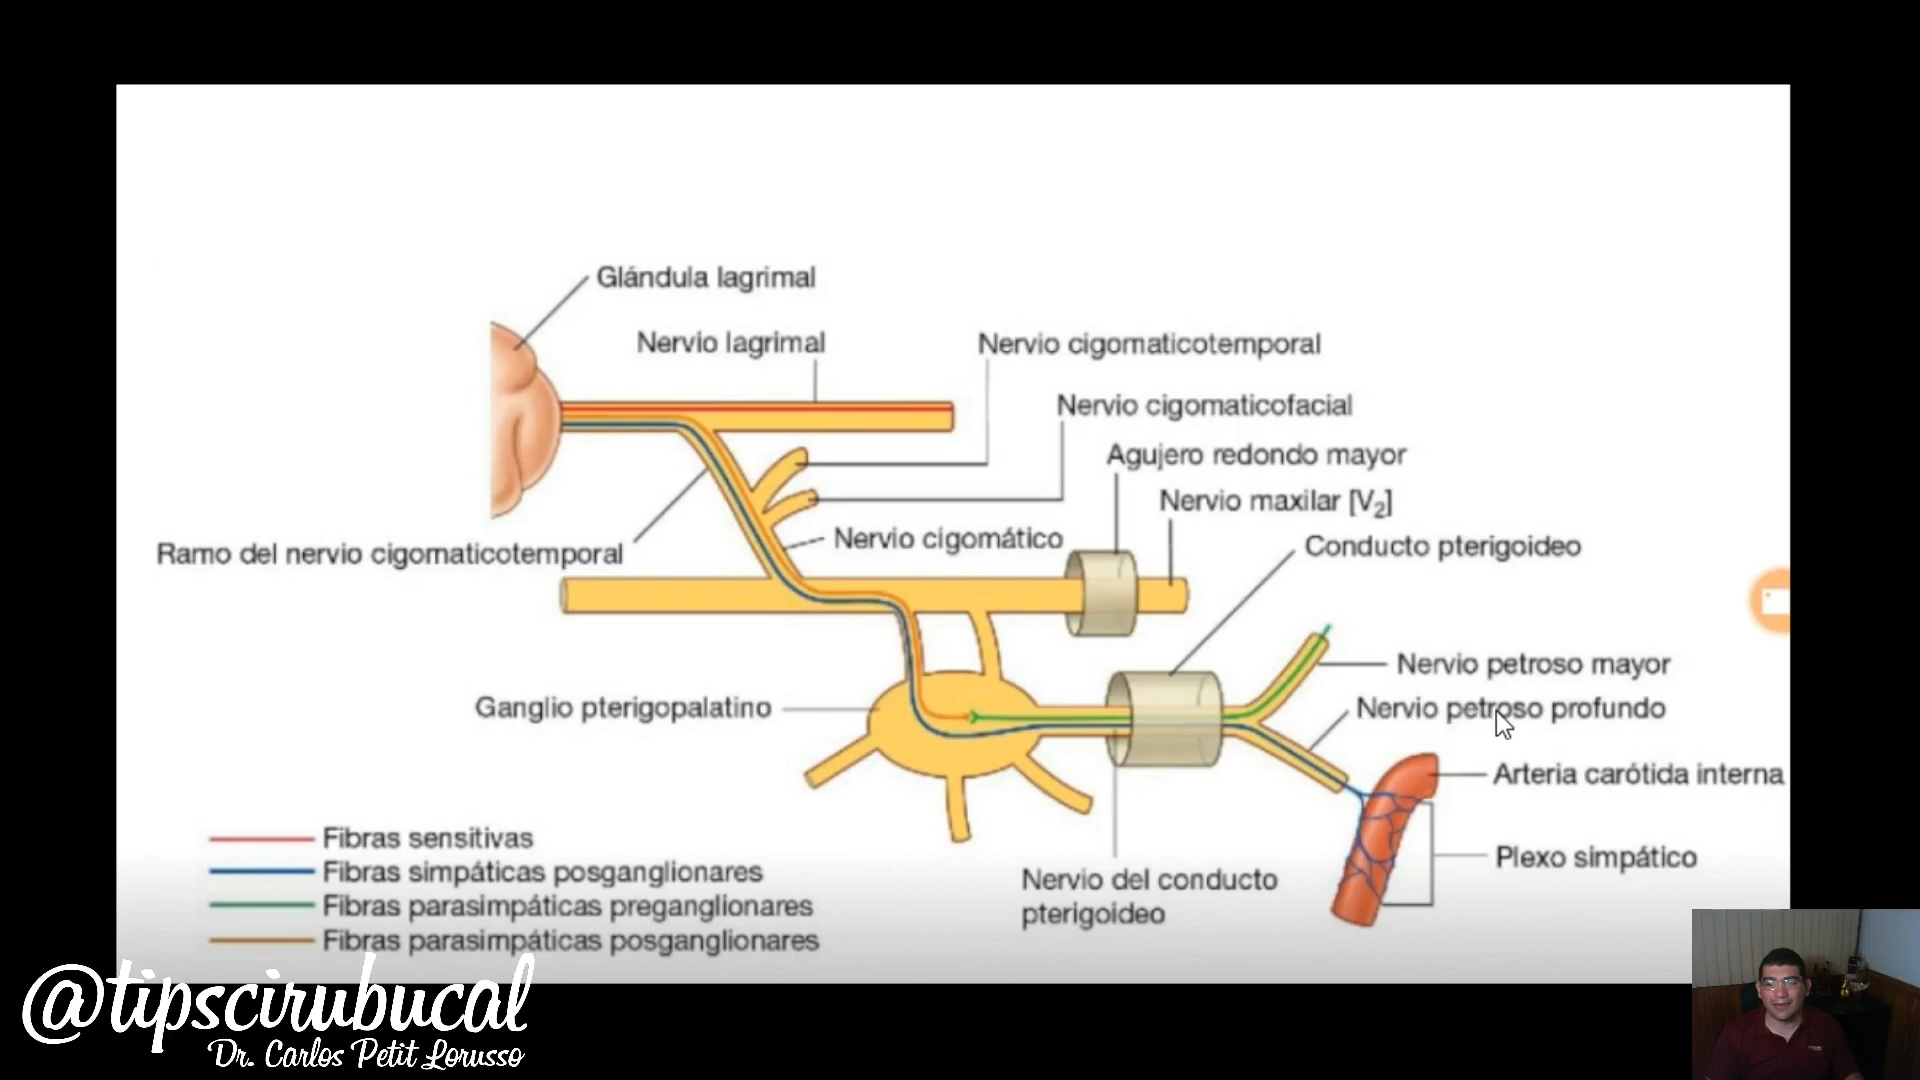 Glándula lagrimal
Nervio lagrimal
Nervio cigomaticotemporal
Nervio cigomaticofacial
Agujero redondo mayor
Nervio maxilar [V₂]
Ramo del nervio cigomaticotemporal
Nervio cigomático
Conducto pterigoideo
Nervio petroso mayor
Ganglio pterigopalatino
Nervio petroso profundo
Arteria carótida interna
Plexo simpático
Nervio del conducto
pterigoideo
Fibras sensitivas
Fibras simpáticas posganglionares
Fibras parasimpáticas preganglionares
Fibras parasimpáticas posganglionares
@tipscirubucal
Dr. Carlos Petit Lorusso